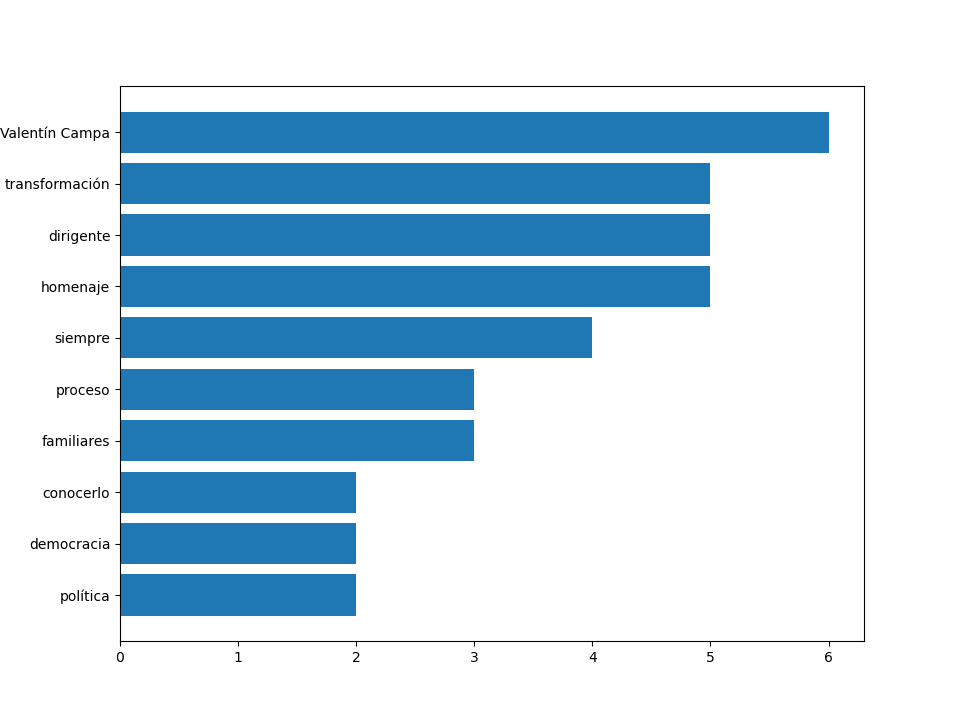 Valentín Campa
transformación
dirigente
homenaje
siempre
proceso
familiares
conocerlo
democracia
política
0 1 2 3 4 5 6